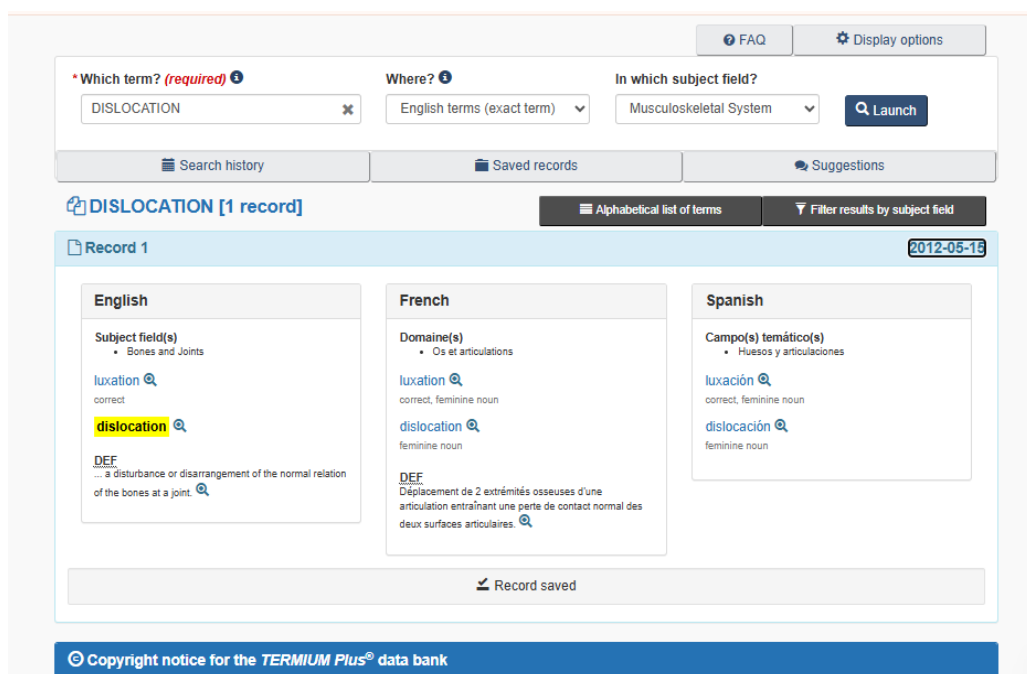 FAQ
Display options
* Which term? (required)
Where?
In which subject field?
DISLOCATION
English terms (exact term)
Musculoskeletal System
Launch
Search history
Saved records
Suggestions
DISLOCATION [1 record]
Alphabetical list of terms
Filter results by subject field
Record 1
2012-05-15
English
Subject field(s)
• Bones and Joints
luxation
correct
dislocation
DEF
... a disturbance or disarrangement of the normal relation
of the bones at a joint.
French
Domaine(s)
• Os et articulations
luxation
correct, feminine noun
dislocation
feminine noun
DEF
Déplacement de 2 extrémités osseuses d'une
articulation entraînant une perte de contact normal des
deux surfaces articulaires.
Spanish
Campo(s) temático(s)
• Huesos y articulaciones
luxación
correct, feminine noun
dislocación
feminine noun
Record saved
© Copyright notice for the TERMIUM Plus® data bank